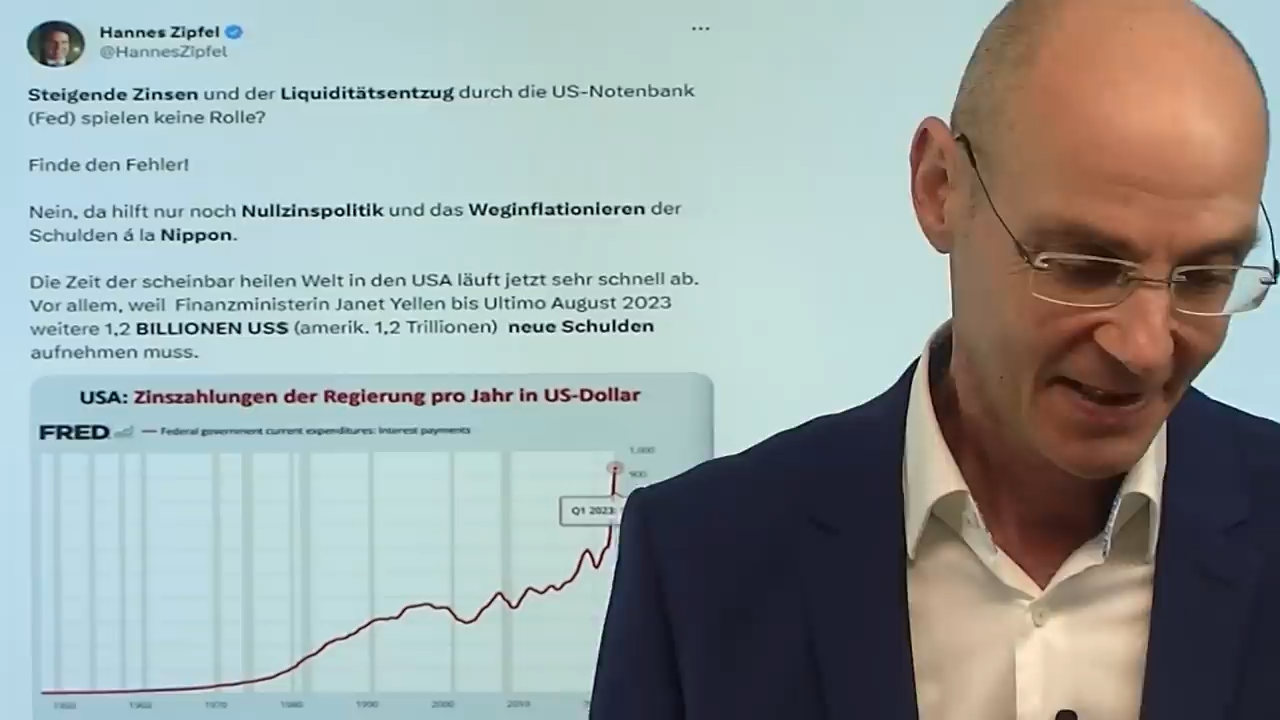 Hannes Zipfel
@HannesZipfel
Steigende Zinsen und der Liquiditätsentzug durch die US-Notenbank
(Fed) spielen keine Rolle?
Finde den Fehler!
Nein, da hilft nur noch Nullzinspolitik und das Weginflationieren der
Schulden á la Nippon.
Die Zeit der scheinbar heilen Welt in den USA läuft jetzt sehr schnell ab.
Vor allem, weil Finanzministerin Janet Yellen bis Ultimo August 2023
weitere 1,2 BILLIONEN US$ (amerik. 1,2 Trillionen) neue Schulden
aufnehmen muss.
USA: Zinszahlungen der Regierung pro Jahr in US-Dollar
FRED — Federal government current expenditures: Interest payments
1,000
900
Q1 2023:
1950 1960 1970 1980 1990 2000 2010